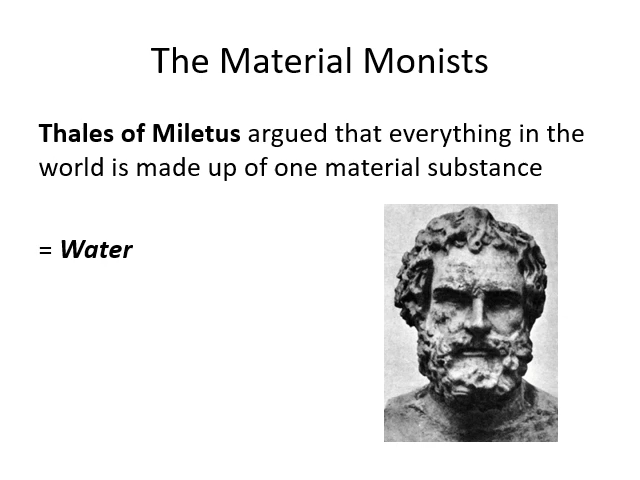 The Material Monists
Thales of Miletus argued that everything in the
world is made up of one material substance
= Water